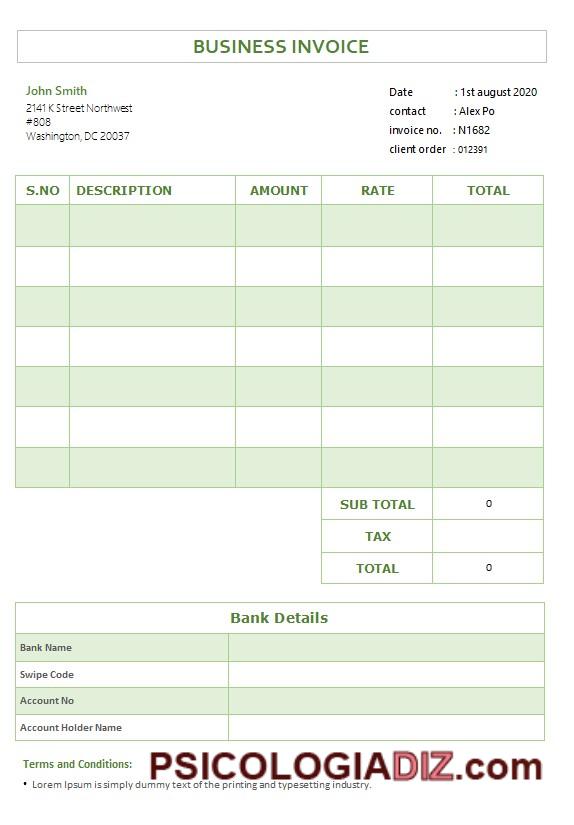 BUSINESS INVOICE
John Smith
2141 K Street Northwest
#808
Washington, DC 20037
Date : 1st august 2020
contact : Alex Po
invoice no. : N1682
client order : 012391
S.NO DESCRIPTION AMOUNT RATE TOTAL
SUB TOTAL 0
TAX
TOTAL 0
Bank Details
Bank Name
Swipe Code
Account No
Account Holder Name
Terms and Conditions:
PSICOLOGIADIZ.com
• Lorem Ipsum is simply dummy text of the printing and typesetting industry.